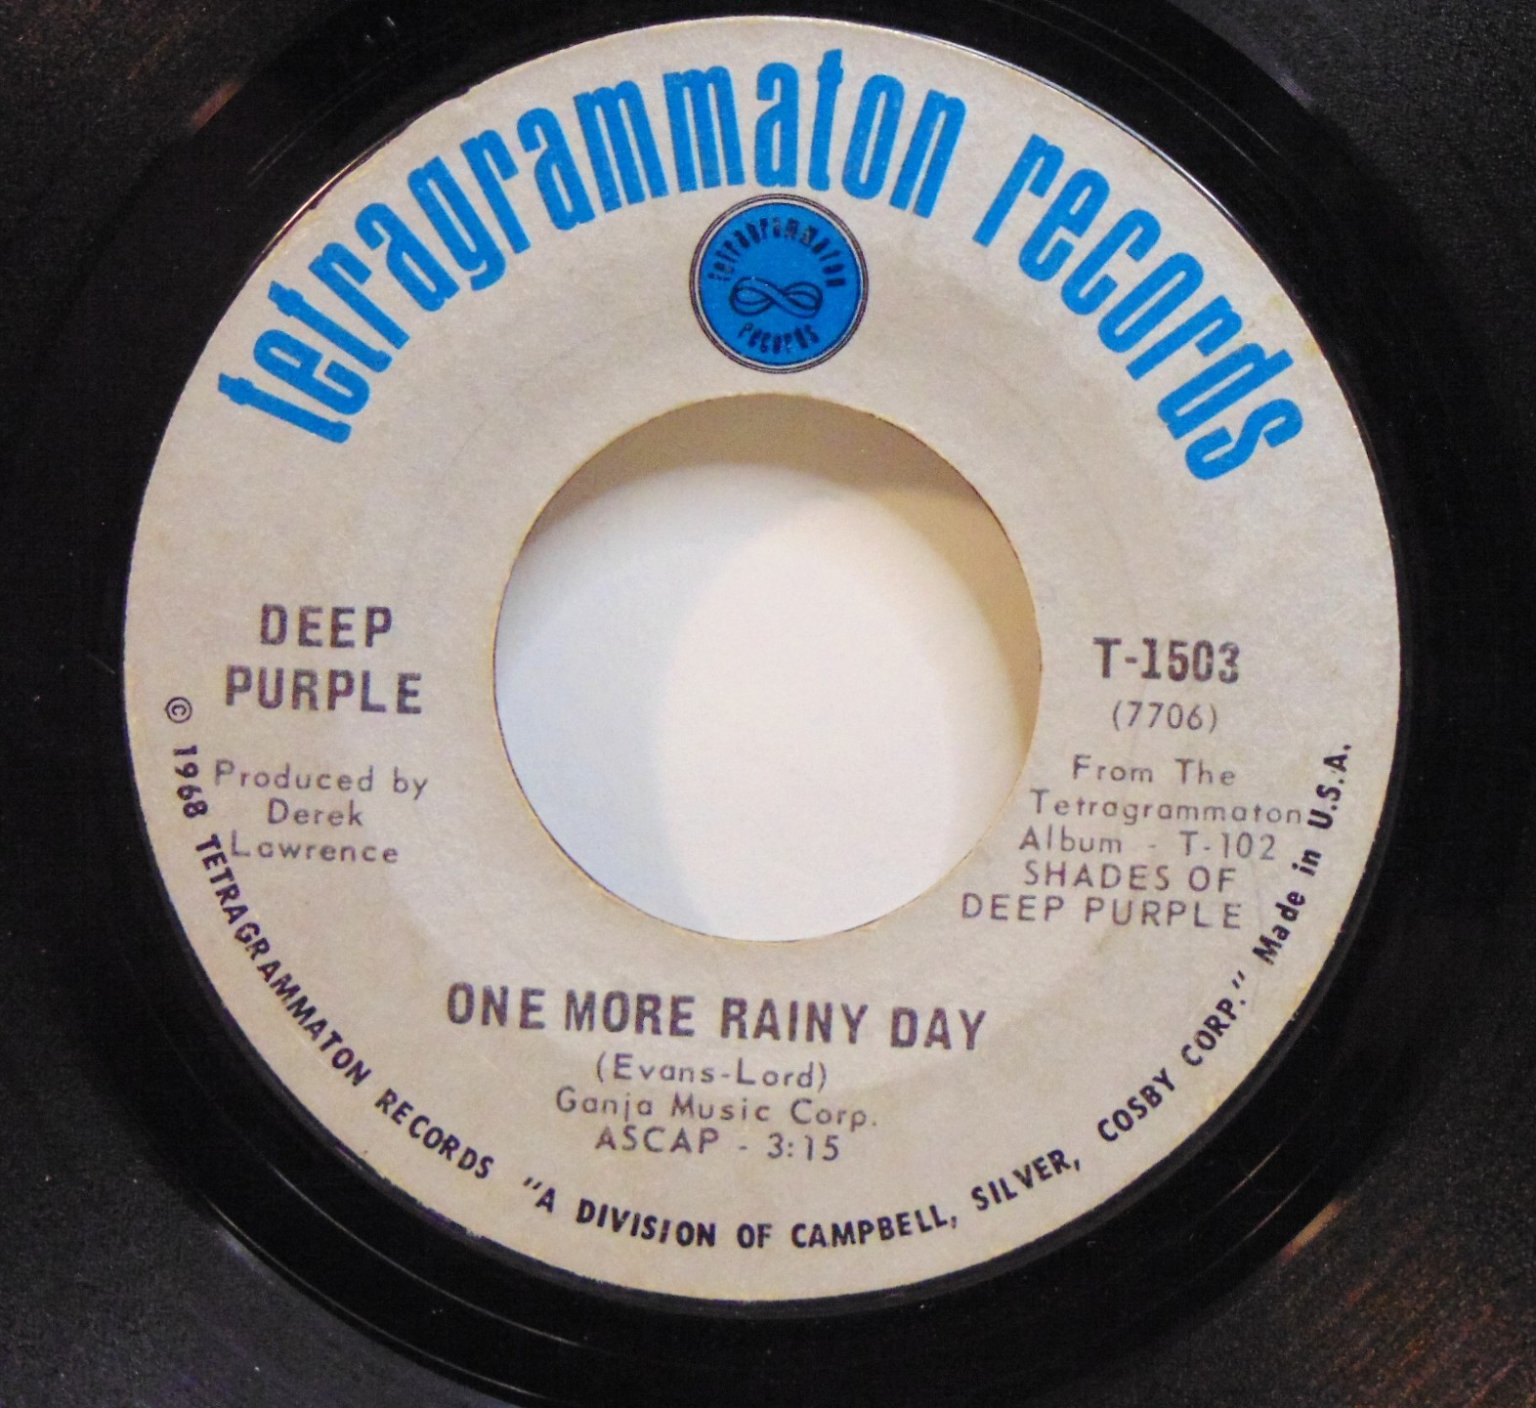 tetragrammaton records
tetragrammaton
records
DEEP
PURPLE
Produced by
Derek
Lawrence
T-1503
(7706)
From The
Tetragrammaton
Album - T-102
SHADES OF
DEEP PURPLE
ONE MORE RAINY DAY
(Evans-Lord)
Ganja Music Corp.
ASCAP - 3:15
© 1968 TETRAGRAMMATON RECORDS "A DIVISION OF CAMPBELL, SILVER, COSBY CORP." Made in U.S.A.